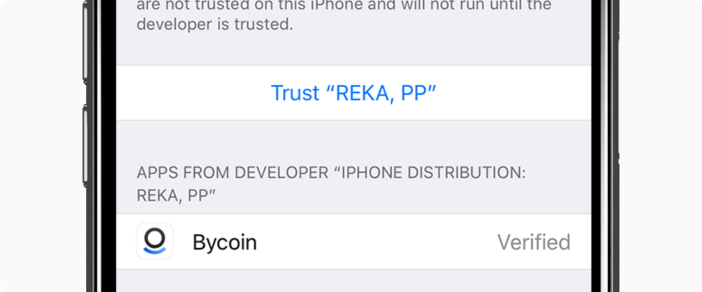 are not trusted on this iPhone and will not run until the
developer is trusted.
Trust “REKA, PP”
APPS FROM DEVELOPER “IPHONE DISTRIBUTION:
REKA, PP”
Bycoin
Verified